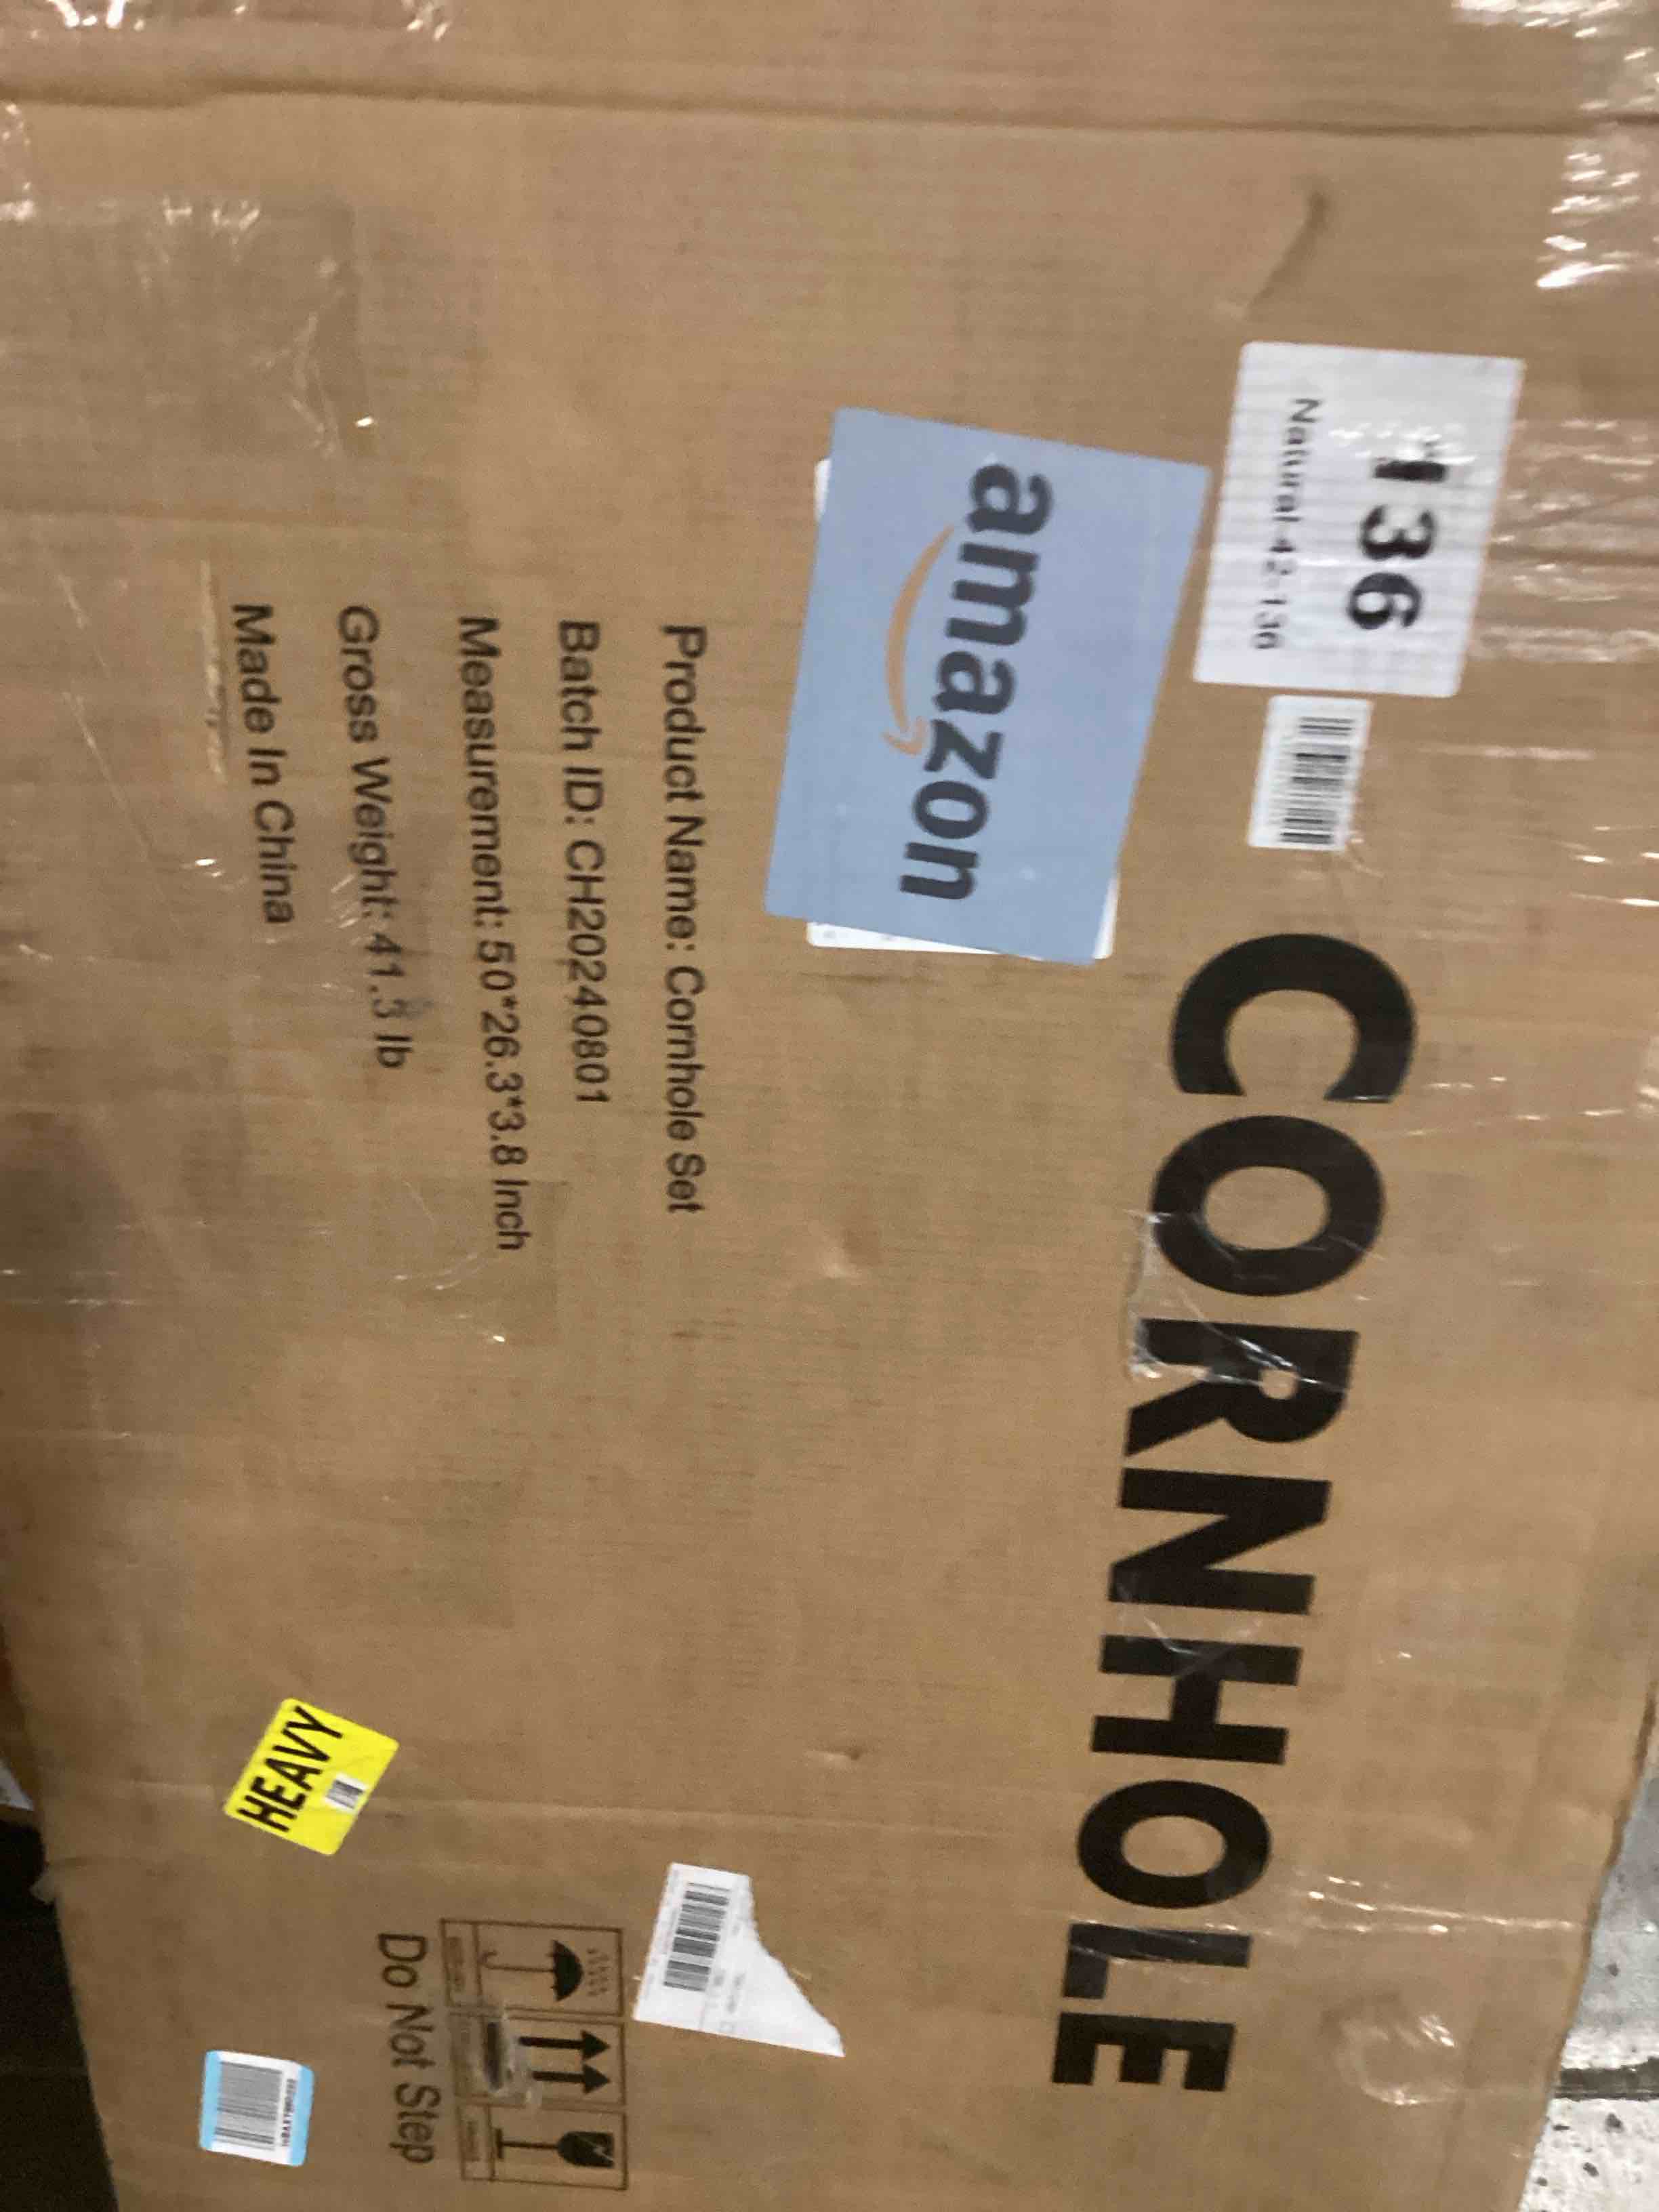 136
Natural 42-136
CORNHOLE
amazon
Product Name: Cornhole Set
Batch ID: CH20240801
Measurement: 50*26.3*3.8 Inch
Gross Weight: 41.3 lb
Made In China
HEAVY
Do Not Step